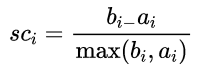 sc_i = \frac{b_{i-}a_i}{\max(b_i, a_i)}